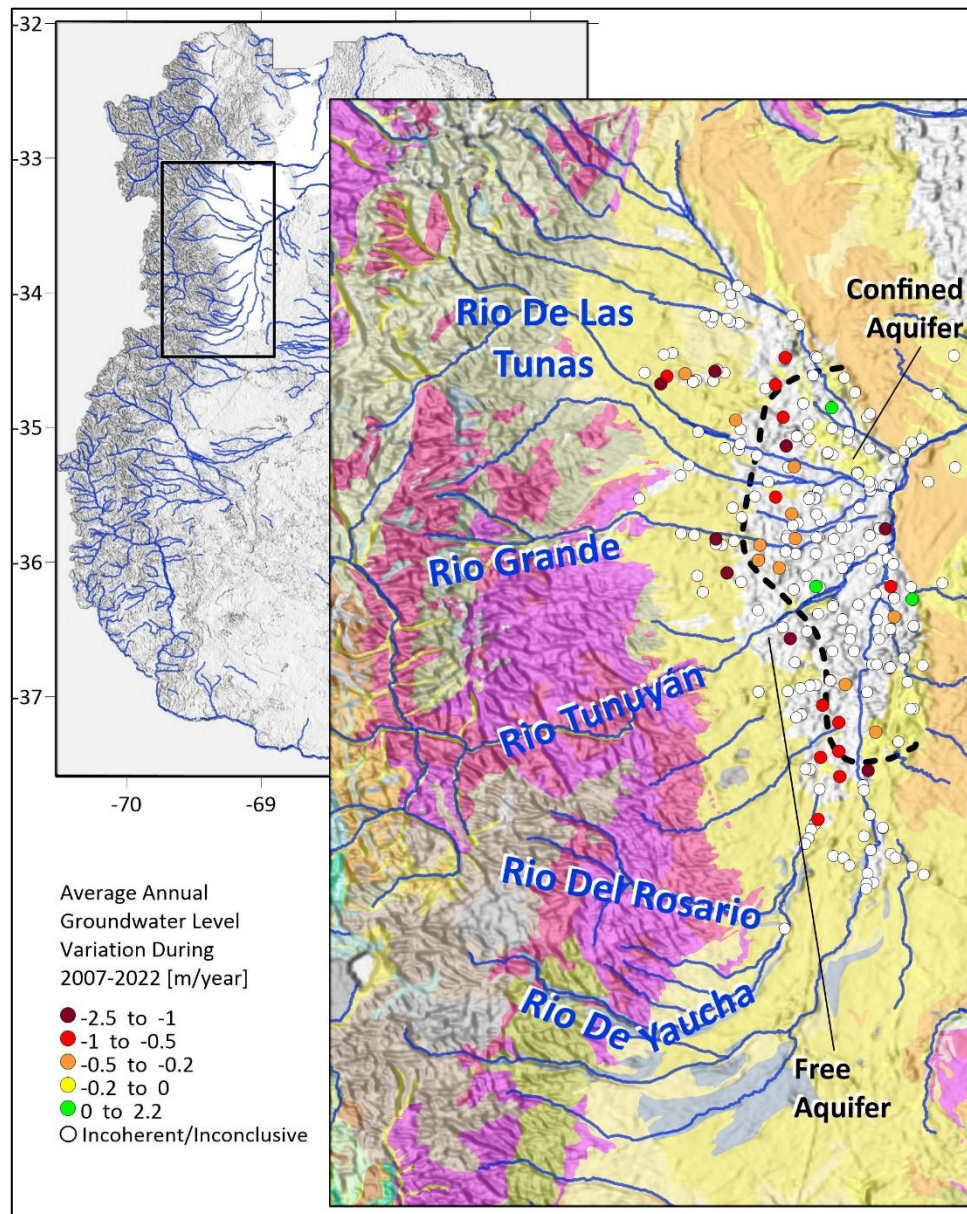 -32
-33
-34
-35
-36
-37
-70
-69
Confined
Aquifer
Rio De Las
Tunas
Rio Grande
Rio Tunuyán
Rio Del Rosario
Rio De Yaucha
Free
Aquifer
Average Annual
Groundwater Level
Variation During
2007-2022 [m/year]
-2.5 to -1
-1 to -0.5
-0.5 to -0.2
-0.2 to 0
0 to 2.2
Incoherent/Inconclusive